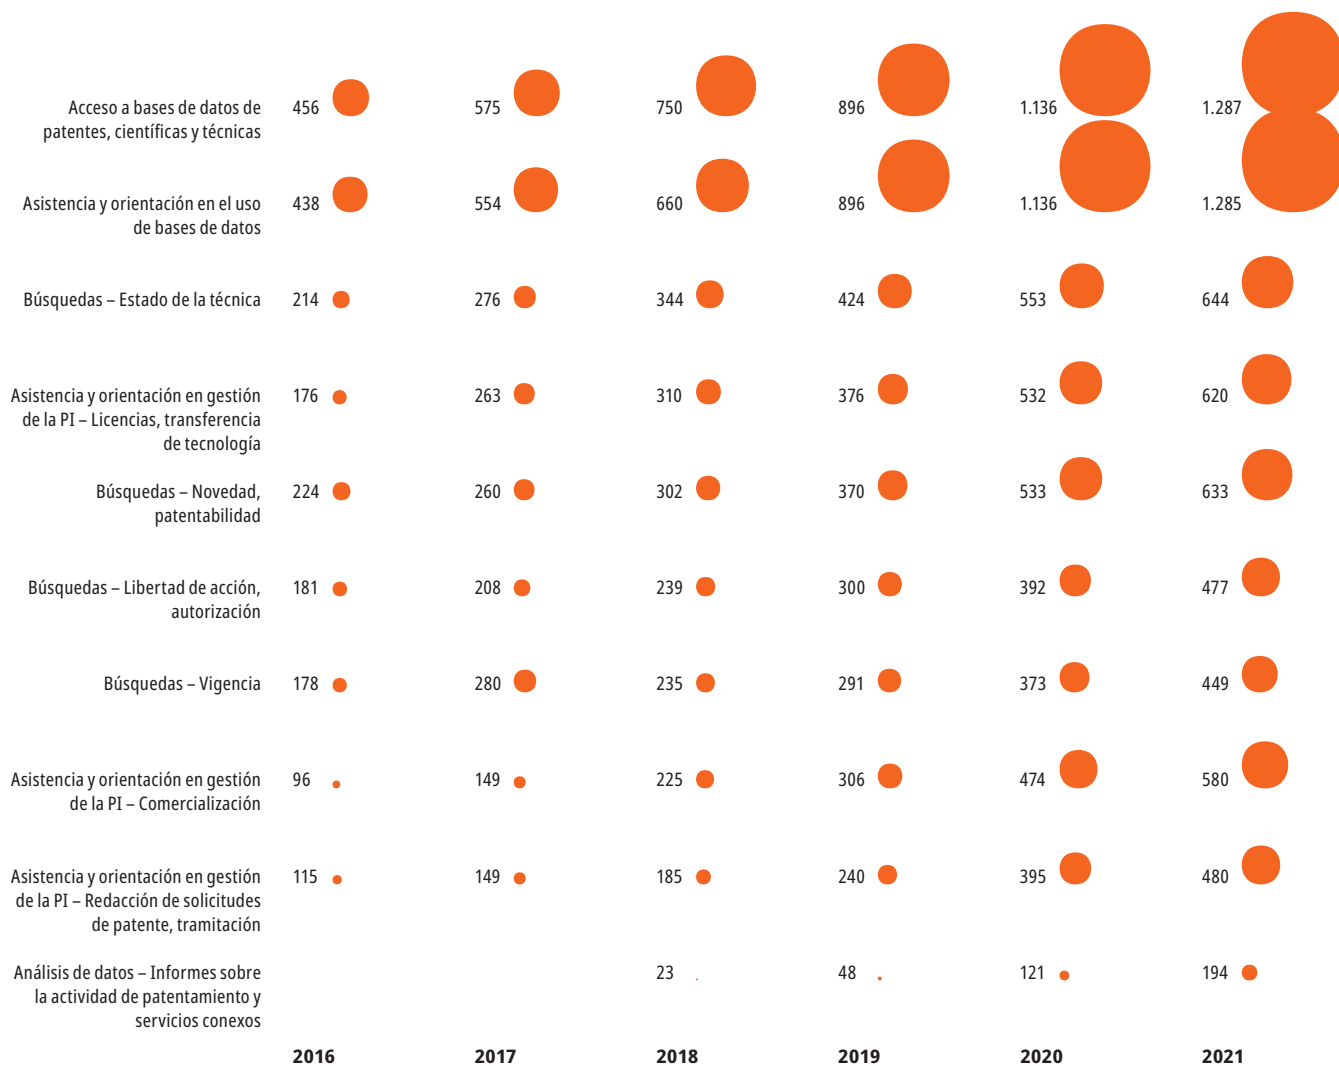 Acceso a bases de datos de 456 575 750 896 1.136 1.287
patentes, científicas y técnicas
Asistencia y orientación en el uso 438 554 660 896 1.136 1.285
de bases de datos
Búsquedas – Estado de la técnica 214 276 344 424 553 644
Asistencia y orientación en gestión 176 263 310 376 532 620
de la PI – Licencias, transferencia
de tecnología
Búsquedas – Novedad, 224 260 302 370 533 633
patentabilidad
Búsquedas – Libertad de acción, 181 208 239 300 392 477
autorización
Búsquedas – Vigencia 178 280 235 291 373 449
Asistencia y orientación en gestión 96 149 225 306 474 580
de la PI – Comercialización
Asistencia y orientación en gestión 115 149 185 240 395 480
de la PI – Redacción de solicitudes
de patente, tramitación
Análisis de datos – Informes sobre 23 48 121 194
la actividad de patentamiento y
servicios conexos
2016 2017 2018 2019 2020 2021